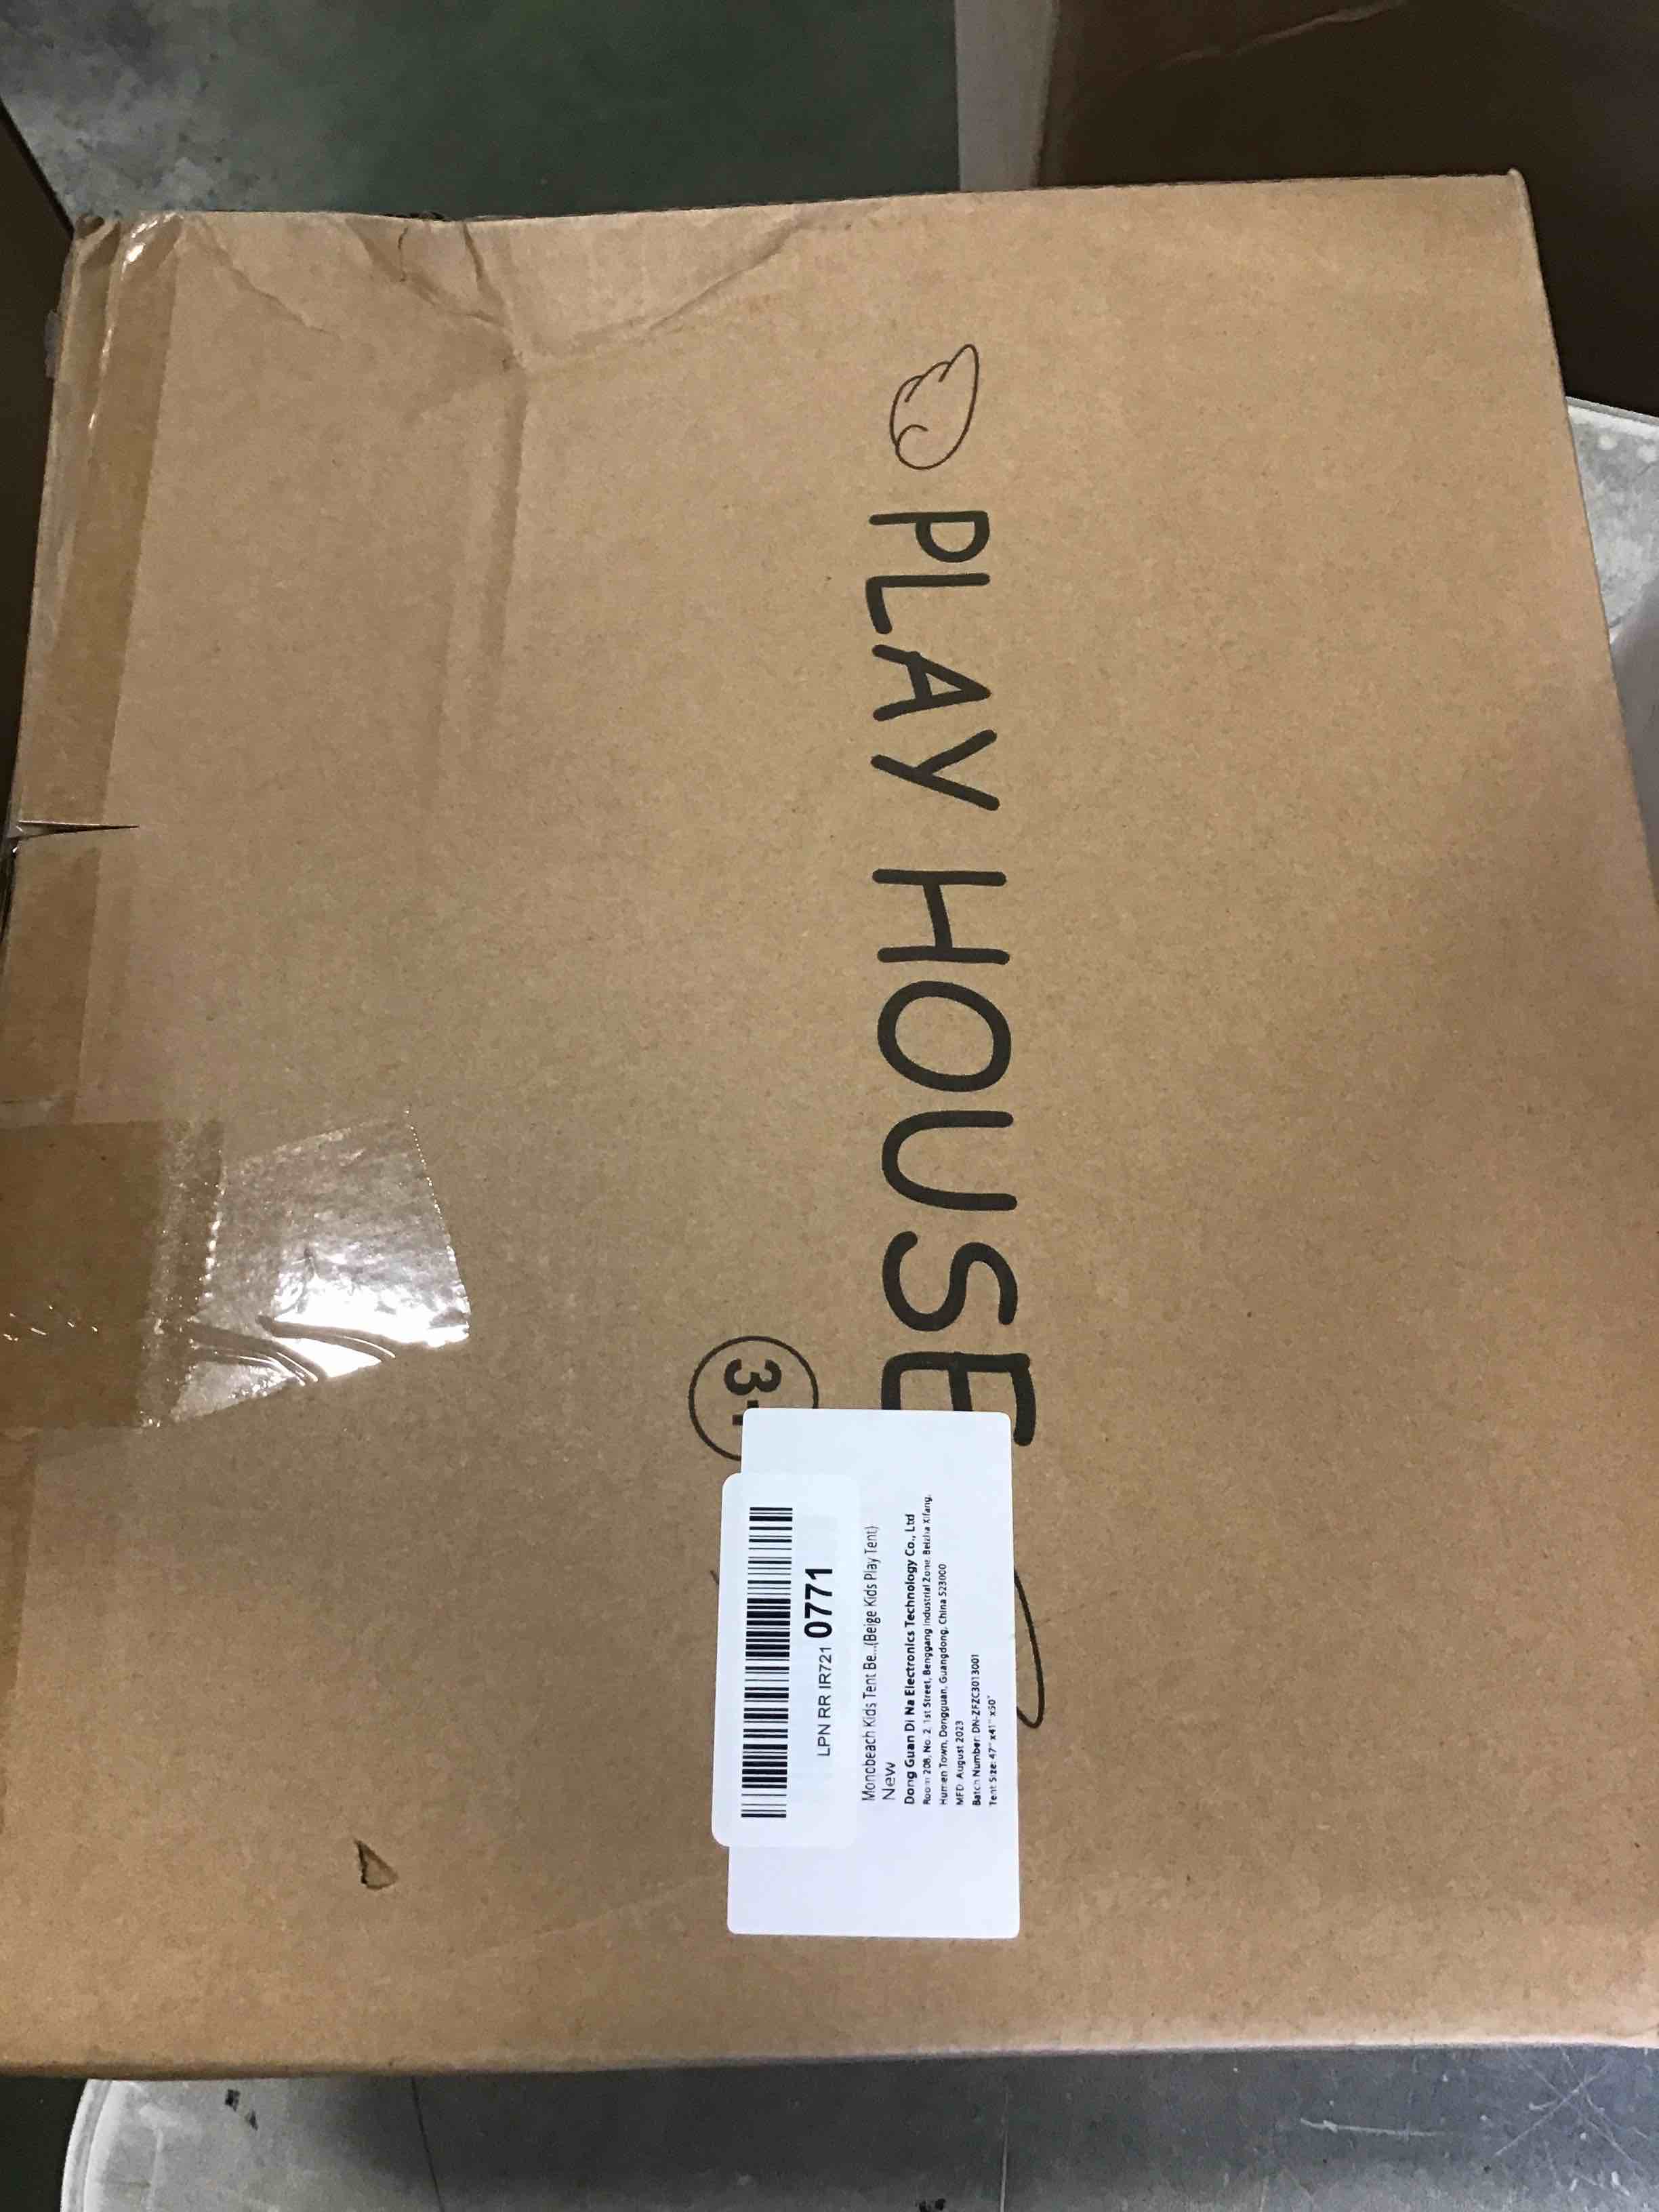 PLAY HOUSE
3+
LPN RR IR721 0771
Monobeach Kids Tent Be...(Beige Kids Play Tent)
New
Dong Guan Di Na Electronics Technology Co., Ltd
Room 208, No. 2, 1st Street, Benggang Industrial Zone, Beizha Xifang,
Humen Town, Dongguan, Guangdong, China 523000
MFD: August 2023
Batch Number: DN-ZFZC3013001
Tent Size: 47" x41" x50"